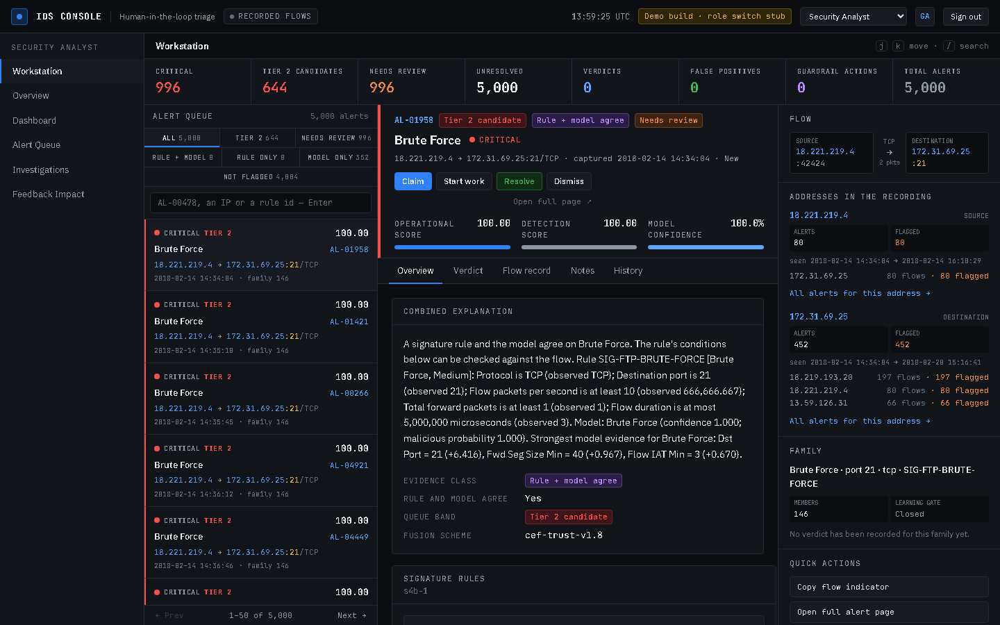 IDS CONSOLE
Human-in-the-loop triage
RECORDED FLOWS
13:59:25 UTC
Demo build · role switch stub
Security Analyst
GA
Sign out
SECURITY ANALYST
Workstation
Overview
Dashboard
Alert Queue
Investigations
Feedback Impact
Workstation
j k move · / search
CRITICAL
996
TIER 2 CANDIDATES
644
NEEDS REVIEW
996
UNRESOLVED
5,000
VERDICTS
0
FALSE POSITIVES
0
GUARDRAIL ACTIONS
0
TOTAL ALERTS
5,000
ALERT QUEUE
5,000 alerts
ALL 5,000
TIER 2 644
NEEDS REVIEW 996
RULE + MODEL 0
RULE ONLY 0
MODEL ONLY 352
NOT FLAGGED 4,004
AL-00478, an IP or a rule id — Enter
CRITICAL TIER 2 100.00
Brute Force AL-01958
18.221.219.4 → 172.31.69.25:21/TCP
2018-02-14 14:34:04 · family 146
CRITICAL TIER 2 100.00
Brute Force AL-01421
18.221.219.4 → 172.31.69.25:21/TCP
2018-02-14 14:35:18 · family 146
CRITICAL TIER 2 100.00
Brute Force AL-00266
18.221.219.4 → 172.31.69.25:21/TCP
2018-02-14 14:35:45 · family 146
CRITICAL TIER 2 100.00
Brute Force AL-04921
18.221.219.4 → 172.31.69.25:21/TCP
2018-02-14 14:36:12 · family 146
CRITICAL TIER 2 100.00
Brute Force AL-04449
18.221.219.4 → 172.31.69.25:21/TCP
2018-02-14 14:36:46 · family 146
CRITICAL TIER 2 100.00
← Prev
1–50 of 5,000
Next →
AL-01958
Tier 2 candidate
Rule + model agree
Needs review
Brute Force
CRITICAL
18.221.219.4 → 172.31.69.25:21/TCP · captured 2018-02-14 14:34:04 · New
Claim
Start work
Resolve
Dismiss
Open full page ↗
OPERATIONAL SCORE
100.00
DETECTION SCORE
100.00
MODEL CONFIDENCE
100.0%
Overview
Verdict
Flow record
Notes
History
COMBINED EXPLANATION
A signature rule and the model agree on Brute Force. The rule's conditions
below can be checked against the flow. Rule SIG-FTP-BRUTE-FORCE [Brute
Force, Medium]: Protocol is TCP (observed TCP); Destination port is 21
(observed 21); Flow packets per second is at least 10 (observed 666,666.667);
Total forward packets is at least 1 (observed 1); Flow duration is at most
5,000,000 microseconds (observed 3). Model: Brute Force (confidence 1.000;
malicious probability 1.000). Strongest model evidence for Brute Force: Dst
Port = 21 (+6.416), Fwd Seg Size Min = 40 (+0.967), Flow IAT Min = 3 (+0.670).
EVIDENCE CLASS
Rule + model agree
RULE AND MODEL AGREE
Yes
QUEUE BAND
Tier 2 candidate
FUSION SCHEME
cef-trust-v1.8
SIGNATURE RULES
s4b-1
FLOW
SOURCE
18.221.219.4
:42424
TCP
→
2 pkts
DESTINATION
172.31.69.25
:21
ADDRESSES IN THE RECORDING
18.221.219.4
SOURCE
ALERTS
80
FLAGGED
80
seen 2018-02-14 14:34:04 → 2018-02-14 16:10:29
172.31.69.25 80 flows · 80 flagged
All alerts for this address →
172.31.69.25
DESTINATION
ALERTS
452
FLAGGED
452
seen 2018-02-14 14:34:04 → 2018-02-20 15:16:41
18.219.193.20 197 flows · 197 flagged
18.221.219.4 80 flows · 80 flagged
13.59.126.31 66 flows · 66 flagged
All alerts for this address →
FAMILY
Brute Force · port 21 · tcp · SIG-FTP-BRUTE-
FORCE
MEMBERS
146
LEARNING GATE
Closed
No verdict has been recorded for this family yet.
QUICK ACTIONS
Copy flow indicator
Open full alert page